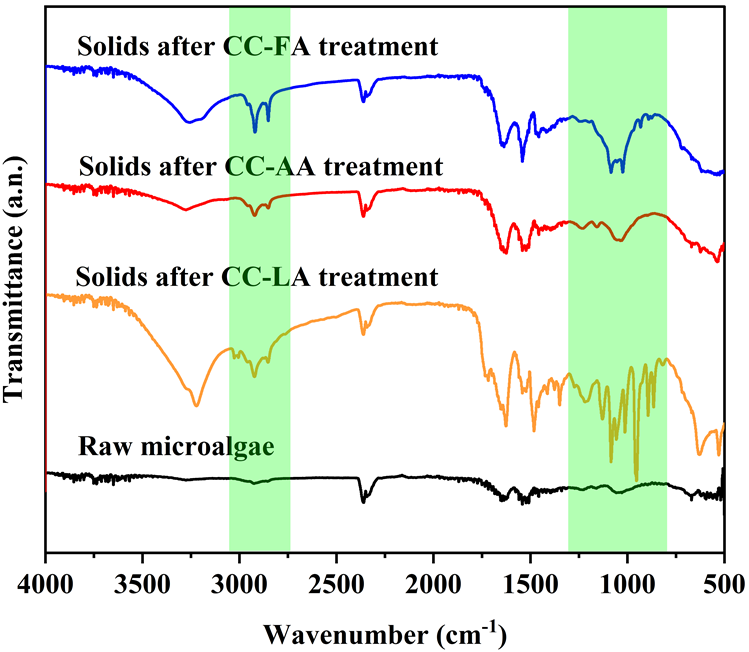 Solids after CC-FA treatment
Solids after CC-AA treatment
Solids after CC-LA treatment
Raw microalgae
Transmittance (a.n.)
4000 3500 3000 2500 2000 1500 1000 500
Wavenumber (cm⁻¹)